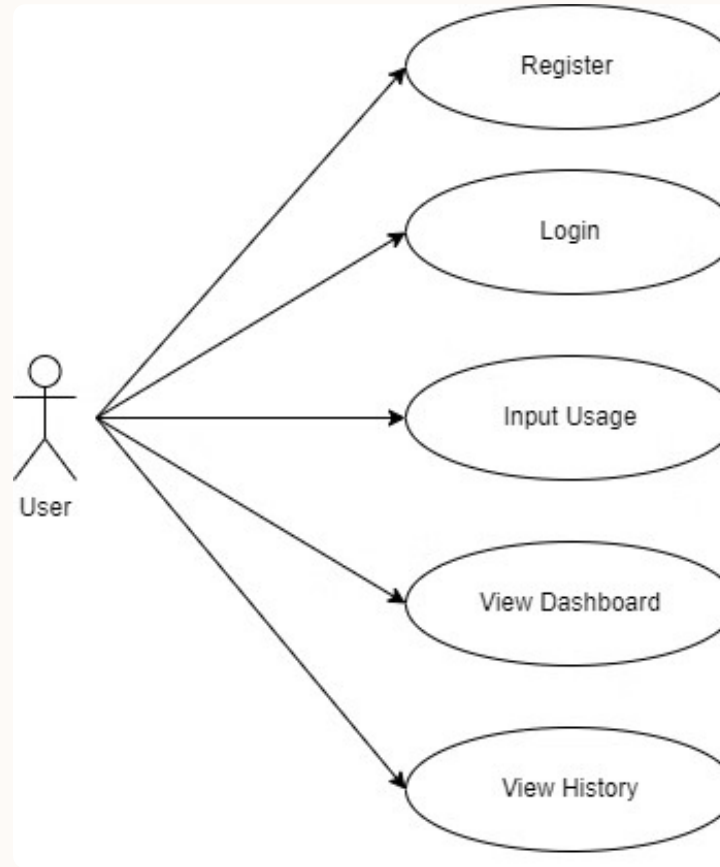 Register
Login
Input Usage
User
View Dashboard
View History